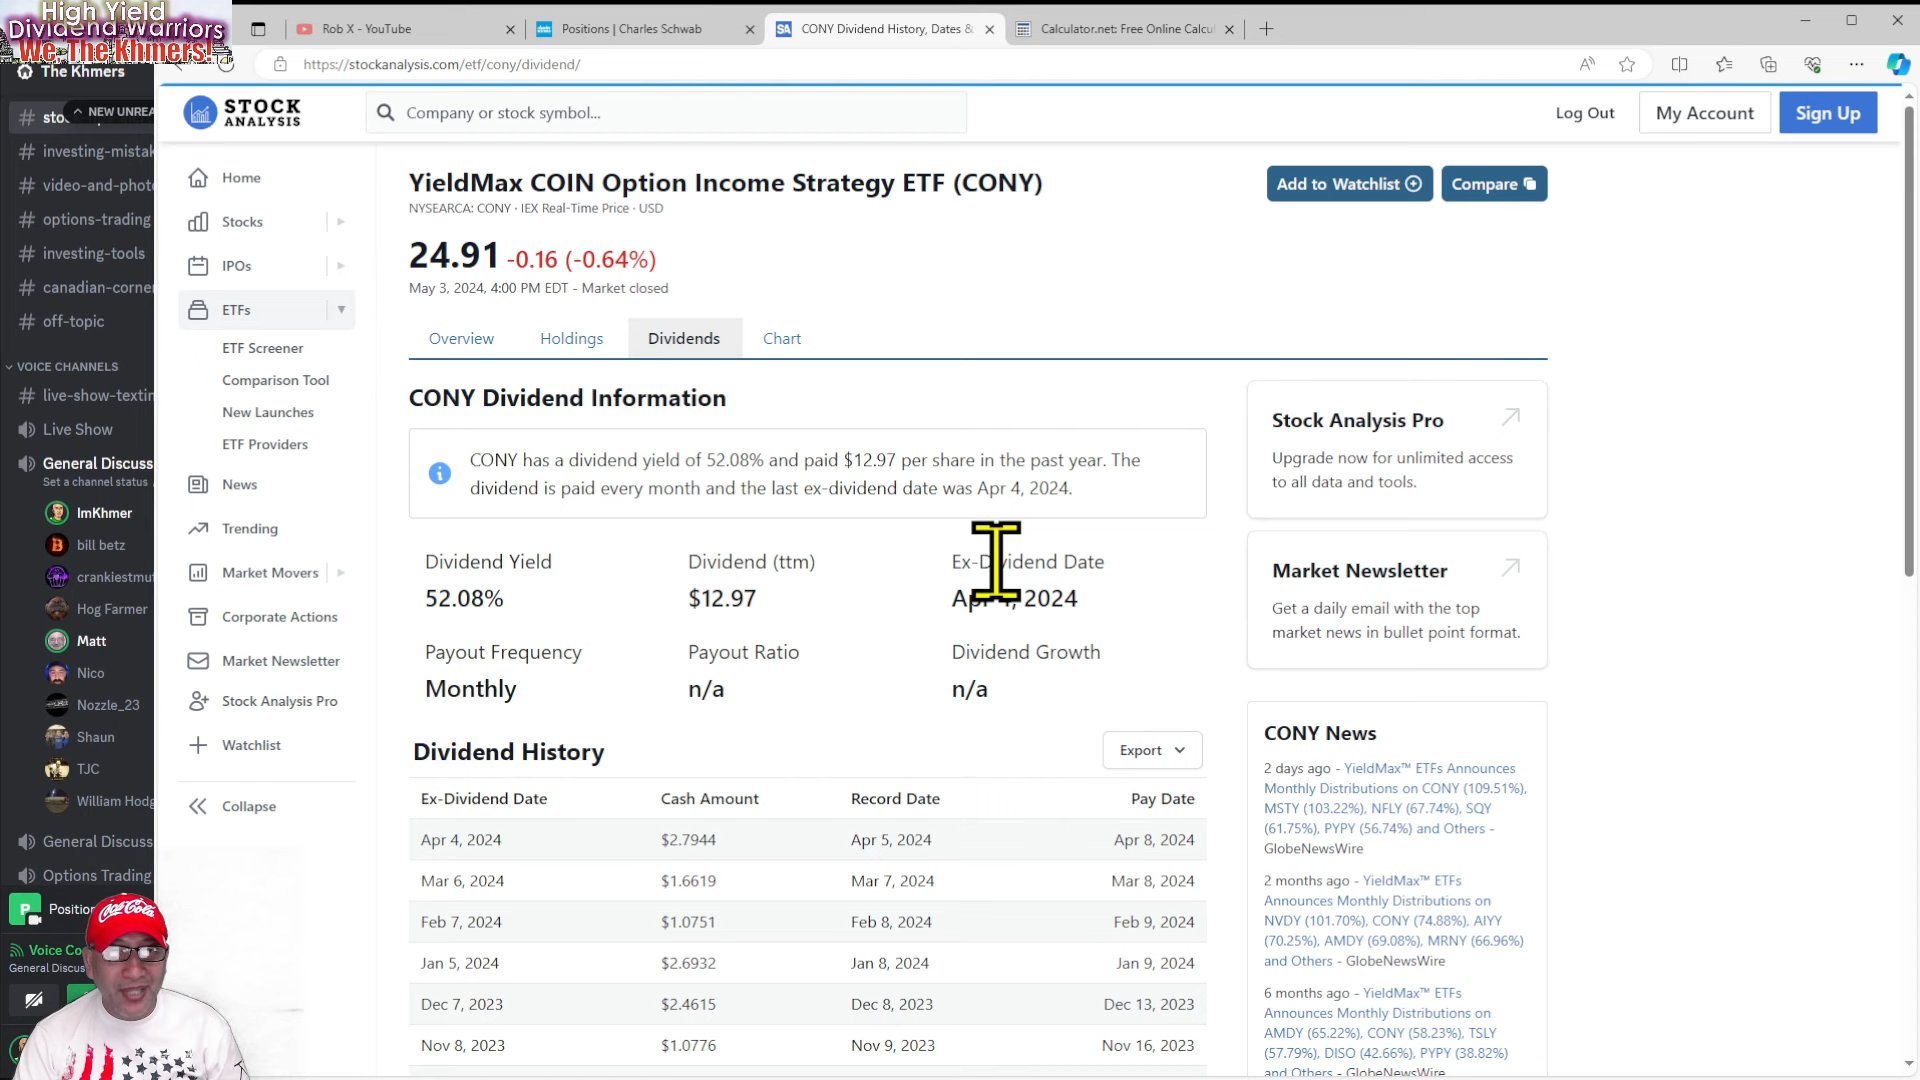 High Yield
Dividend Warriors
We The Khmers!
Rob X - YouTube
Positions | Charles Schwab
SA
CONY Dividend History, Dates &
Calculator.net: Free Online Calcu
https://stockanalysis.com/etf/cony/dividend/
The Khmers
NEW UNREA
investing-mistak
video-and-photo
options-trading
investing-tools
canadian-corner
off-topic
VOICE CHANNELS
live-show-textin
Live Show
General Discuss
Set a channel status
ImKhmer
bill betz
crankiestmuf
Hog Farmer
Matt
Nico
Nozzle_23
Shaun
TJC
William Hodg
General Discuss
Options Trading
P
Position
Voice Co
General Discus
STOCK
ANALYSIS
Company or stock symbol...
Log Out
My Account
Sign Up
Home
Stocks
IPOs
ETFs
ETF Screener
Comparison Tool
New Launches
ETF Providers
News
Trending
Market Movers
Corporate Actions
Market Newsletter
Stock Analysis Pro
Watchlist
Collapse
Coca-Cola
YieldMax COIN Option Income Strategy ETF (CONY)
NYSEARCA: CONY · IEX Real-Time Price · USD
Add to Watchlist
Compare
24.91 -0.16 (-0.64%)
May 3, 2024, 4:00 PM EDT - Market closed
Overview
Holdings
Dividends
Chart
CONY Dividend Information
CONY has a dividend yield of 52.08% and paid $12.97 per share in the past year. The
dividend is paid every month and the last ex-dividend date was Apr 4, 2024.
Dividend Yield
52.08%
Dividend (ttm)
$12.97
Ex-Dividend Date
Apr 4, 2024
Payout Frequency
Monthly
Payout Ratio
n/a
Dividend Growth
n/a
Dividend History
Export
Ex-Dividend Date Cash Amount Record Date Pay Date
Apr 4, 2024 $2.7944 Apr 5, 2024 Apr 8, 2024
Mar 6, 2024 $1.6619 Mar 7, 2024 Mar 8, 2024
Feb 7, 2024 $1.0751 Feb 8, 2024 Feb 9, 2024
Jan 5, 2024 $2.6932 Jan 8, 2024 Jan 9, 2024
Dec 7, 2023 $2.4615 Dec 8, 2023 Dec 13, 2023
Nov 8, 2023 $1.0776 Nov 9, 2023 Nov 16, 2023
Stock Analysis Pro
Upgrade now for unlimited access
to all data and tools.
Market Newsletter
Get a daily email with the top
market news in bullet point format.
CONY News
2 days ago - YieldMax™ ETFs Announces
Monthly Distributions on CONY (109.51%),
MSTY (103.22%), NFLY (67.74%), SQY
(61.75%), PYPY (56.74%) and Others -
GlobeNewsWire
2 months ago - YieldMax™ ETFs
Announces Monthly Distributions on
NVDY (101.70%), CONY (74.88%), AIYY
(70.25%), AMDY (69.08%), MRNY (66.96%)
and Others - GlobeNewsWire
6 months ago - YieldMax™ ETFs
Announces Monthly Distributions on
AMDY (65.22%), CONY (58.23%), TSLY
(57.79%), DISO (42.66%), PYPY (38.82%)
and Others - GlobeNewsWire